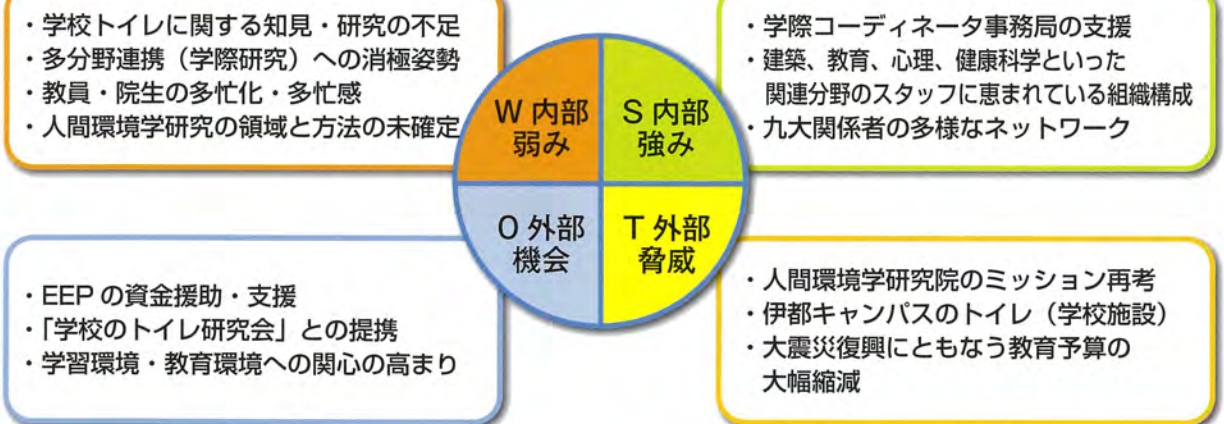 ・学校トイレに関する知見・研究の不足
・多分野連携（学際研究）への消極姿勢
・教員・院生の多忙化・多忙感
・人間環境学研究の領域と方法の未確定
W 内部
弱み
S 内部
強み
・学際コーディネータ事務局の支援
・建築、教育、心理、健康科学といった
関連分野のスタッフに恵まれている組織構成
・九大関係者の多様なネットワーク
・EEP の資金援助・支援
・「学校のトイレ研究会」との提携
・学習環境・教育環境への関心の高まり
O 外部
機会
T 外部
脅威
・人間環境学研究院のミッション再考
・伊都キャンパスのトイレ（学校施設）
・大震災復興にともなう教育予算の
大幅縮減